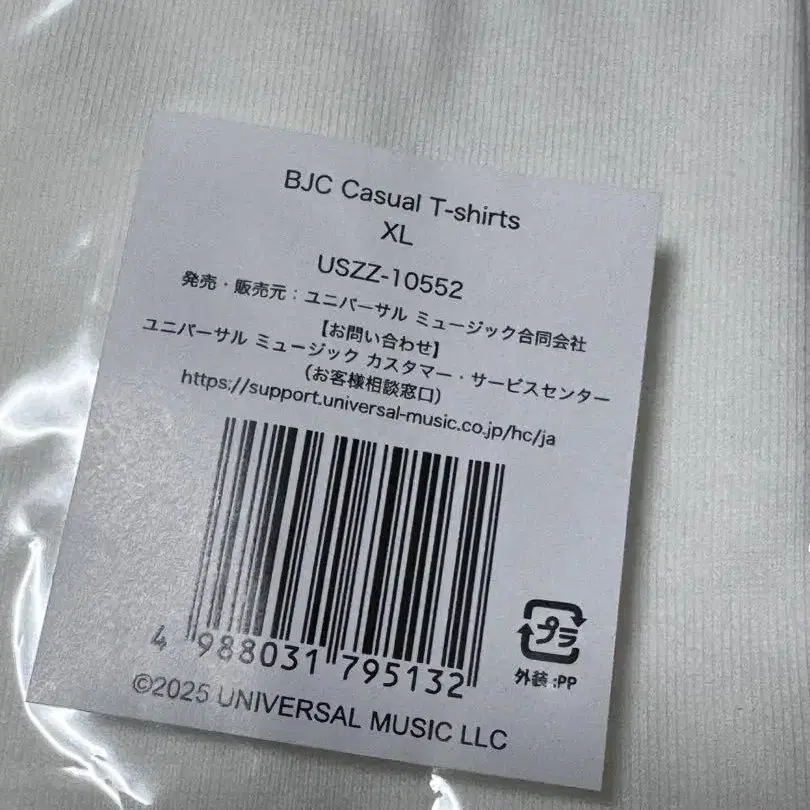 BJC Casual T-shirts
XL
USZZ-10552
発売・販売元：ユニバーサル ミュージック合同会社
【お問い合わせ】
ユニバーサル ミュージック カスタマー・サービスセンター
（お客様相談窓口）
https://support.universal-music.co.jp/hc/ja
4 988031 795132
プラ
外装:PP
©2025 UNIVERSAL MUSIC LLC